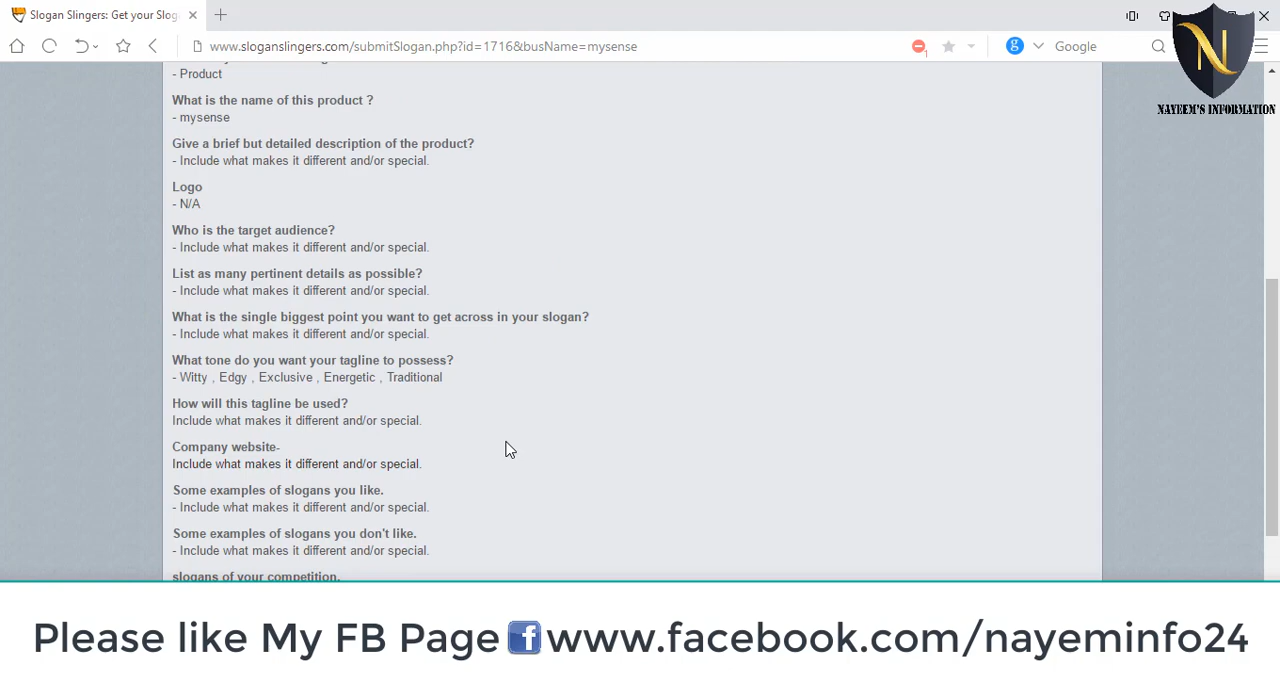 Slogan Slingers: Get your Slog
www.sloganslingers.com/submitSlogan.php?id=1716&busName=mysense
1
g
Google
N
NAYEEM'S INFORMATION
- Product
What is the name of this product ?
- mysense
Give a brief but detailed description of the product?
- Include what makes it different and/or special.
Logo
- N/A
Who is the target audience?
- Include what makes it different and/or special.
List as many pertinent details as possible?
- Include what makes it different and/or special.
What is the single biggest point you want to get across in your slogan?
- Include what makes it different and/or special.
What tone do you want your tagline to possess?
- Witty , Edgy , Exclusive , Energetic , Traditional
How will this tagline be used?
Include what makes it different and/or special.
Company website-
Include what makes it different and/or special.
Some examples of slogans you like.
- Include what makes it different and/or special.
Some examples of slogans you don't like.
- Include what makes it different and/or special.
slogans of your competition.
Please like My FB Page f www.facebook.com/nayeminfo24